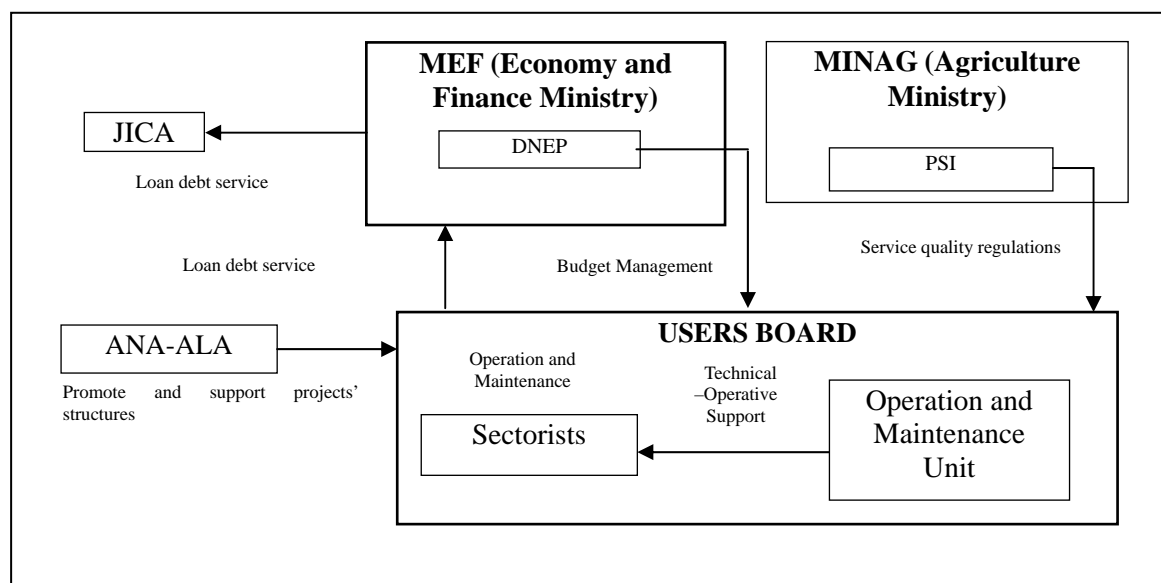 MEF (Economy and
Finance Ministry)
DNEP
MINAG (Agriculture
Ministry)
PSI
JICA
Loan debt service
Loan debt service
Budget Management
Service quality regulations
ANA-ALA
Promote and support projects’
structures
USERS BOARD
Operation and
Maintenance
Sectorists
Technical
–Operative
Support
Operation and
Maintenance
Unit